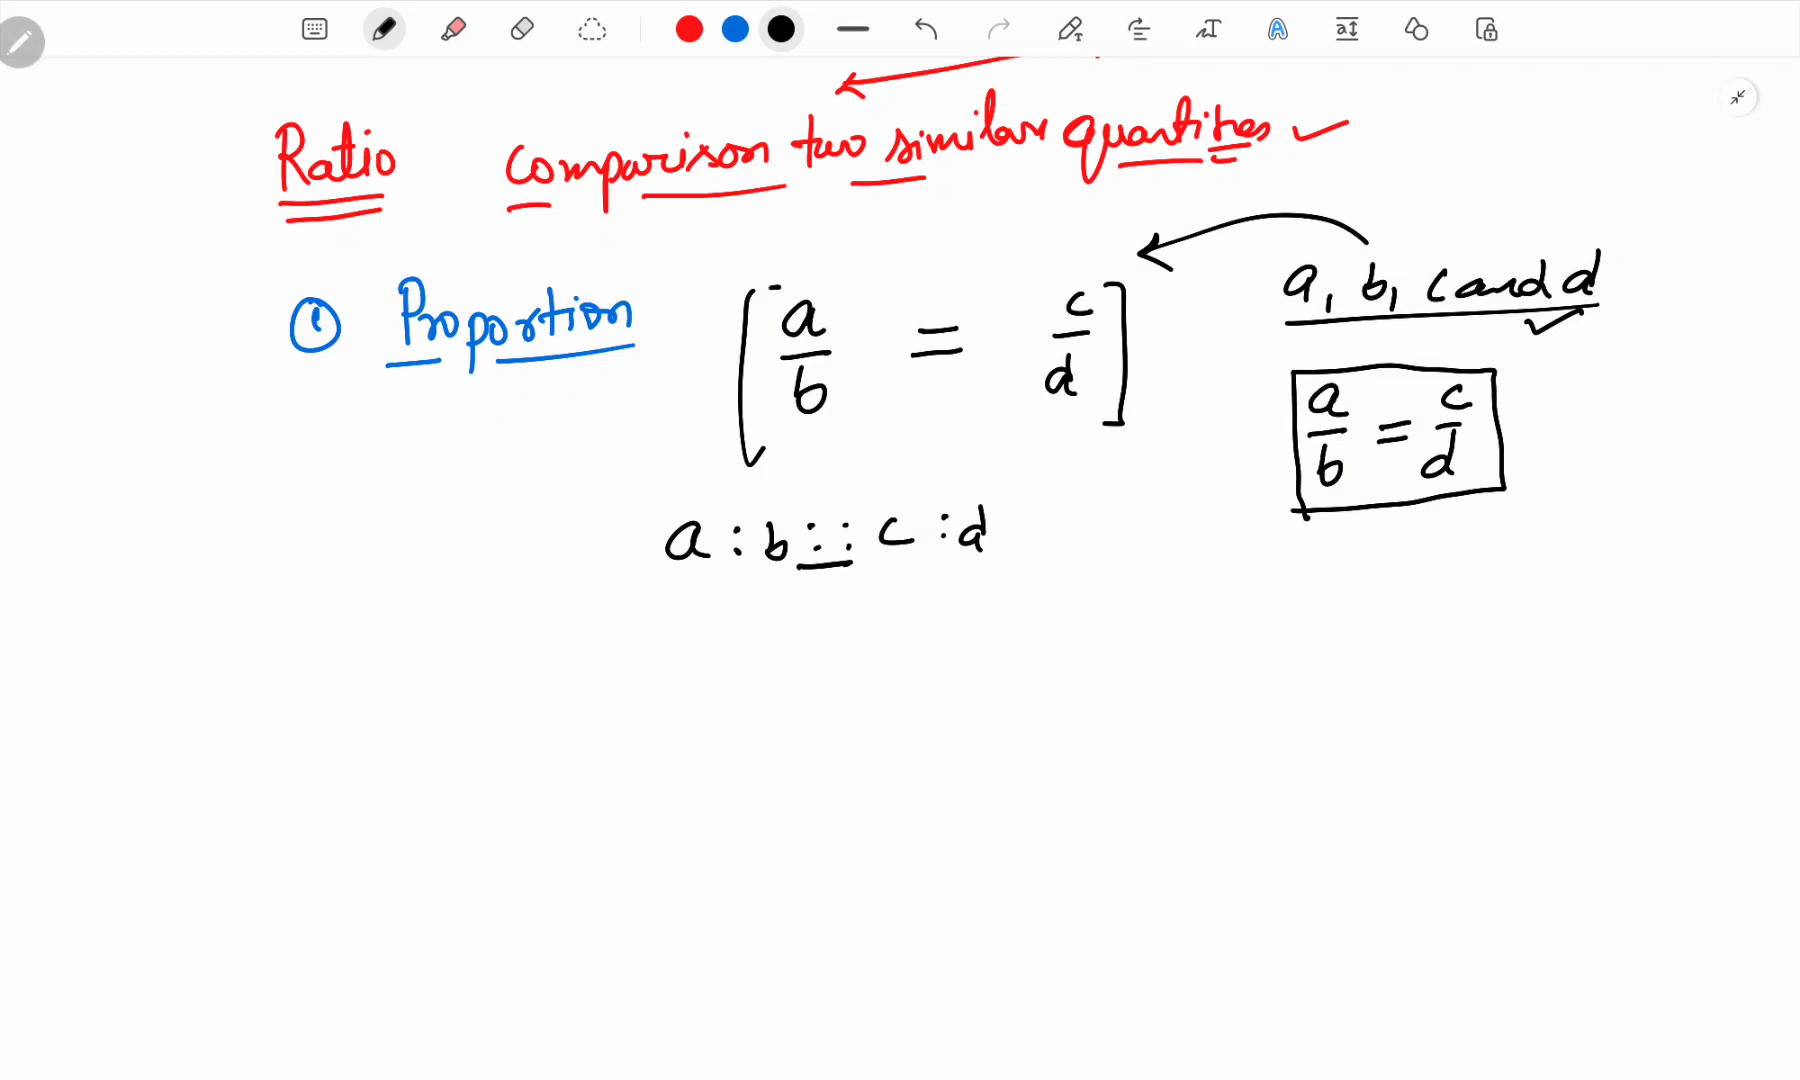 Ratio comparison two similar quantities ✓
① Proportion [a/b = c/d] a, b, c and d
a/b = c/d
a : b :: c : d